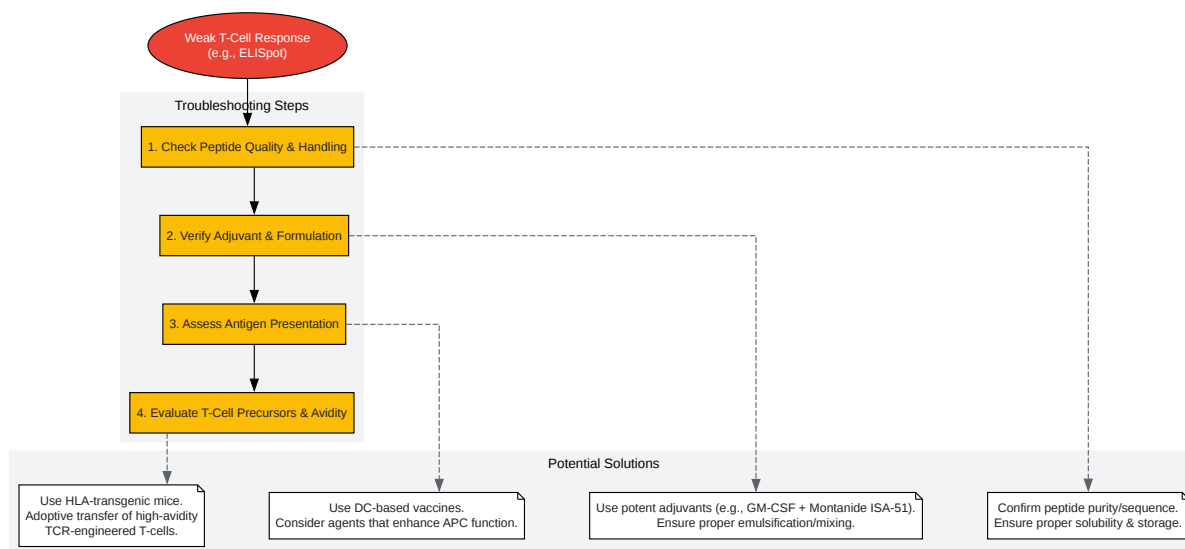 Weak T-Cell Response
(e.g., ELISpot)
Troubleshooting Steps
1. Check Peptide Quality & Handling
2. Verify Adjuvant & Formulation
3. Assess Antigen Presentation
4. Evaluate T-Cell Precursors & Avidity
Potential Solutions
Use HLA-transgenic mice.
Adoptive transfer of high-avidity
TCR-engineered T-cells.
Use DC-based vaccines.
Consider agents that enhance APC function.
Use potent adjuvants (e.g., GM-CSF + Montanide ISA-51).
Ensure proper emulsification/mixing.
Confirm peptide purity/sequence.
Ensure proper solubility & storage.